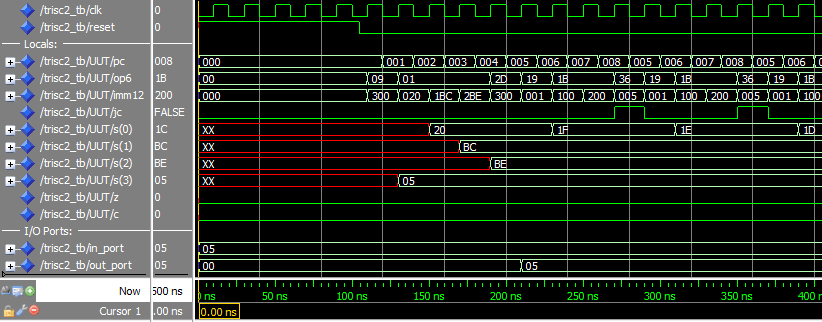 /trisc2_tb/clk 0
/trisc2_tb/reset 0
Locals:
/trisc2_tb/UUT/pc 008 000 001 002 003 004 005 006 007 008 005 006 007 008 005 006
/trisc2_tb/UUT/op6 1B 00 09 01 2D 19 1B 36 19 1B 36 19 1B
/trisc2_tb/UUT/imm12 200 000 300 020 1BC 2BE 300 001 100 200 005 001 100 200 005 001 100
/trisc2_tb/UUT/jc FALSE
/trisc2_tb/UUT/s(0) 1C XX 20 1F 1E 1D
/trisc2_tb/UUT/s(1) BC XX BC
/trisc2_tb/UUT/s(2) BE XX BE
/trisc2_tb/UUT/s(3) 05 XX 05
/trisc2_tb/UUT/z 0
/trisc2_tb/UUT/c 0
I/O Ports:
/trisc2_tb/in_port 05 05
/trisc2_tb/out_port 05 00 05
Now 500 ns ns 50 ns 100 ns 150 ns 200 ns 250 ns 300 ns 350 ns 400 ns
Cursor 1 .00 ns 0.00 ns